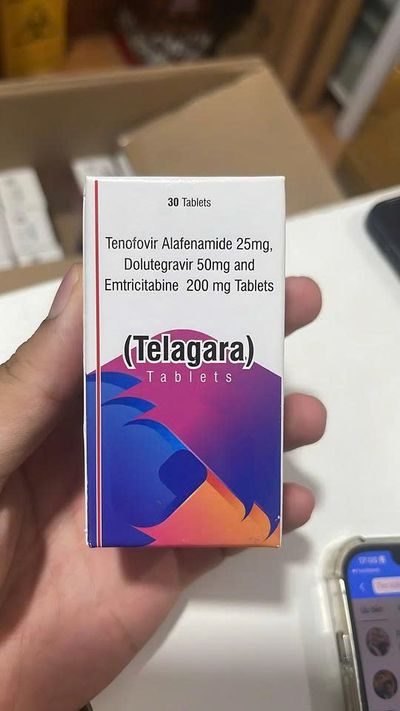 30 Tablets
Tenofovir Alafenamide 25mg,
Dolutegravir 50mg and
Emtricitabine 200 mg Tablets
(Telagara)
Tablets